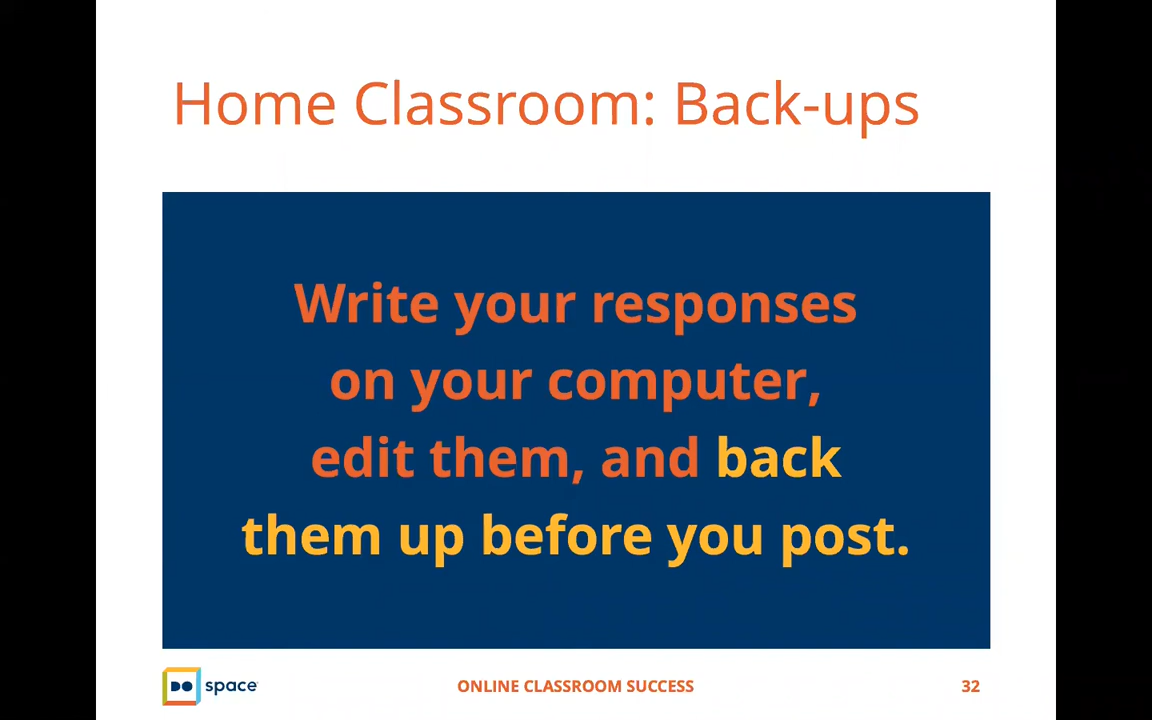 Home Classroom: Back-ups
Write your responses
on your computer,
edit them, and back
them up before you post.
DO space
ONLINE CLASSROOM SUCCESS
32